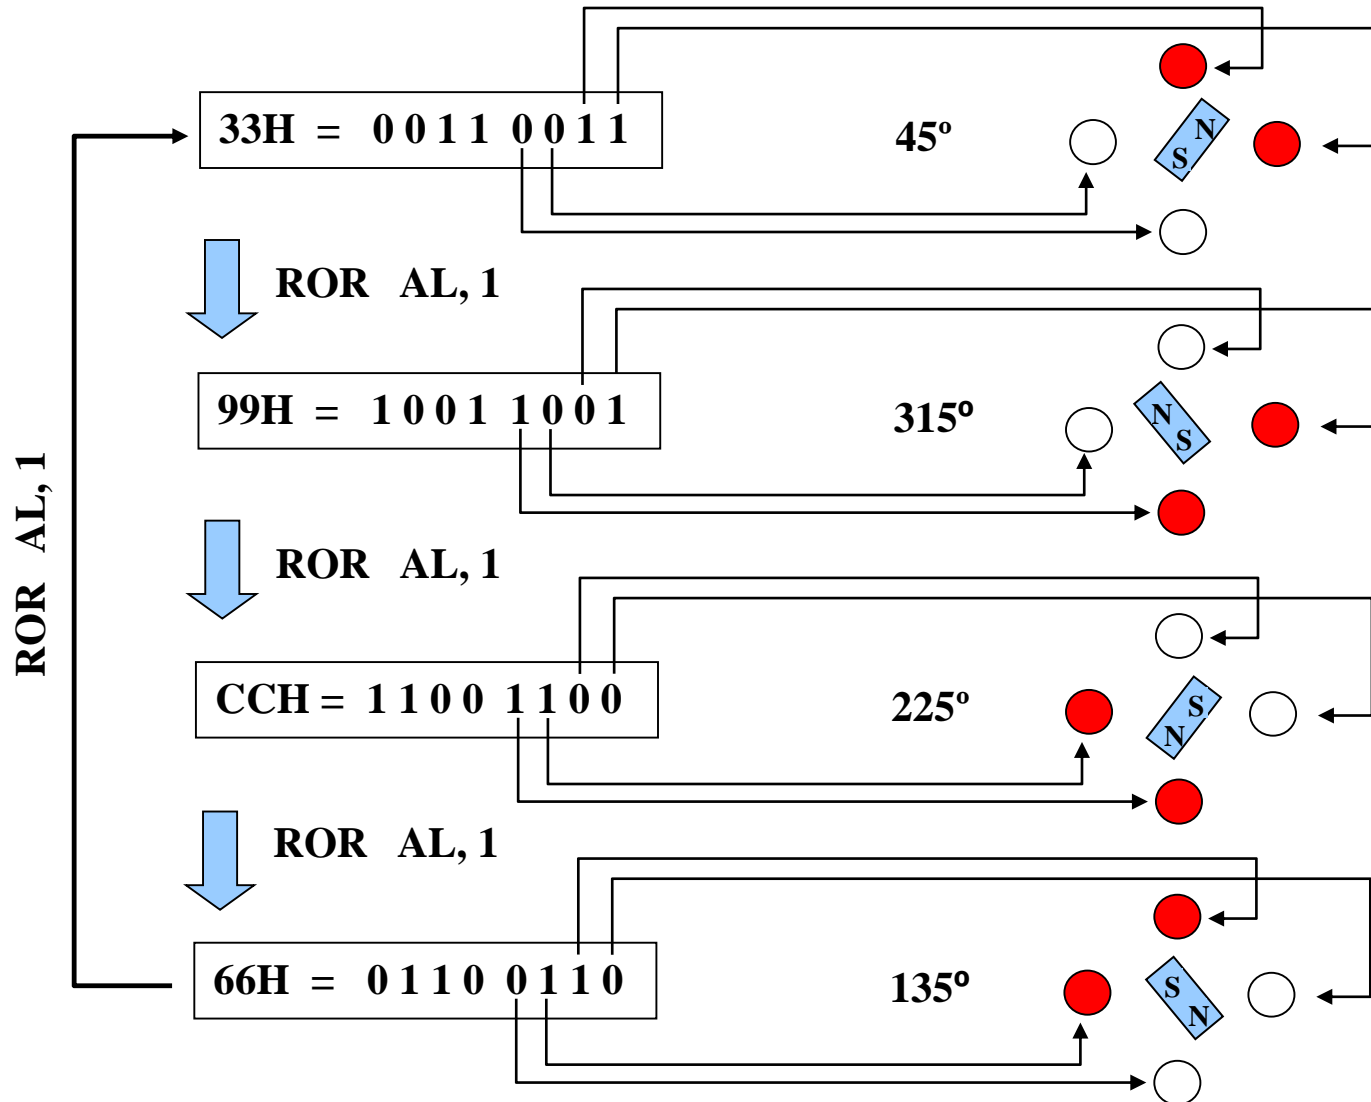 33H = 0 0 1 1 0 0 1 1
45º
N
S
ROR AL, 1
99H = 1 0 0 1 1 0 0 1
315º
N
S
ROR AL, 1
ROR AL, 1
CCH = 1 1 0 0 1 1 0 0
225º
S
N
ROR AL, 1
66H = 0 1 1 0 0 1 1 0
135º
S
N